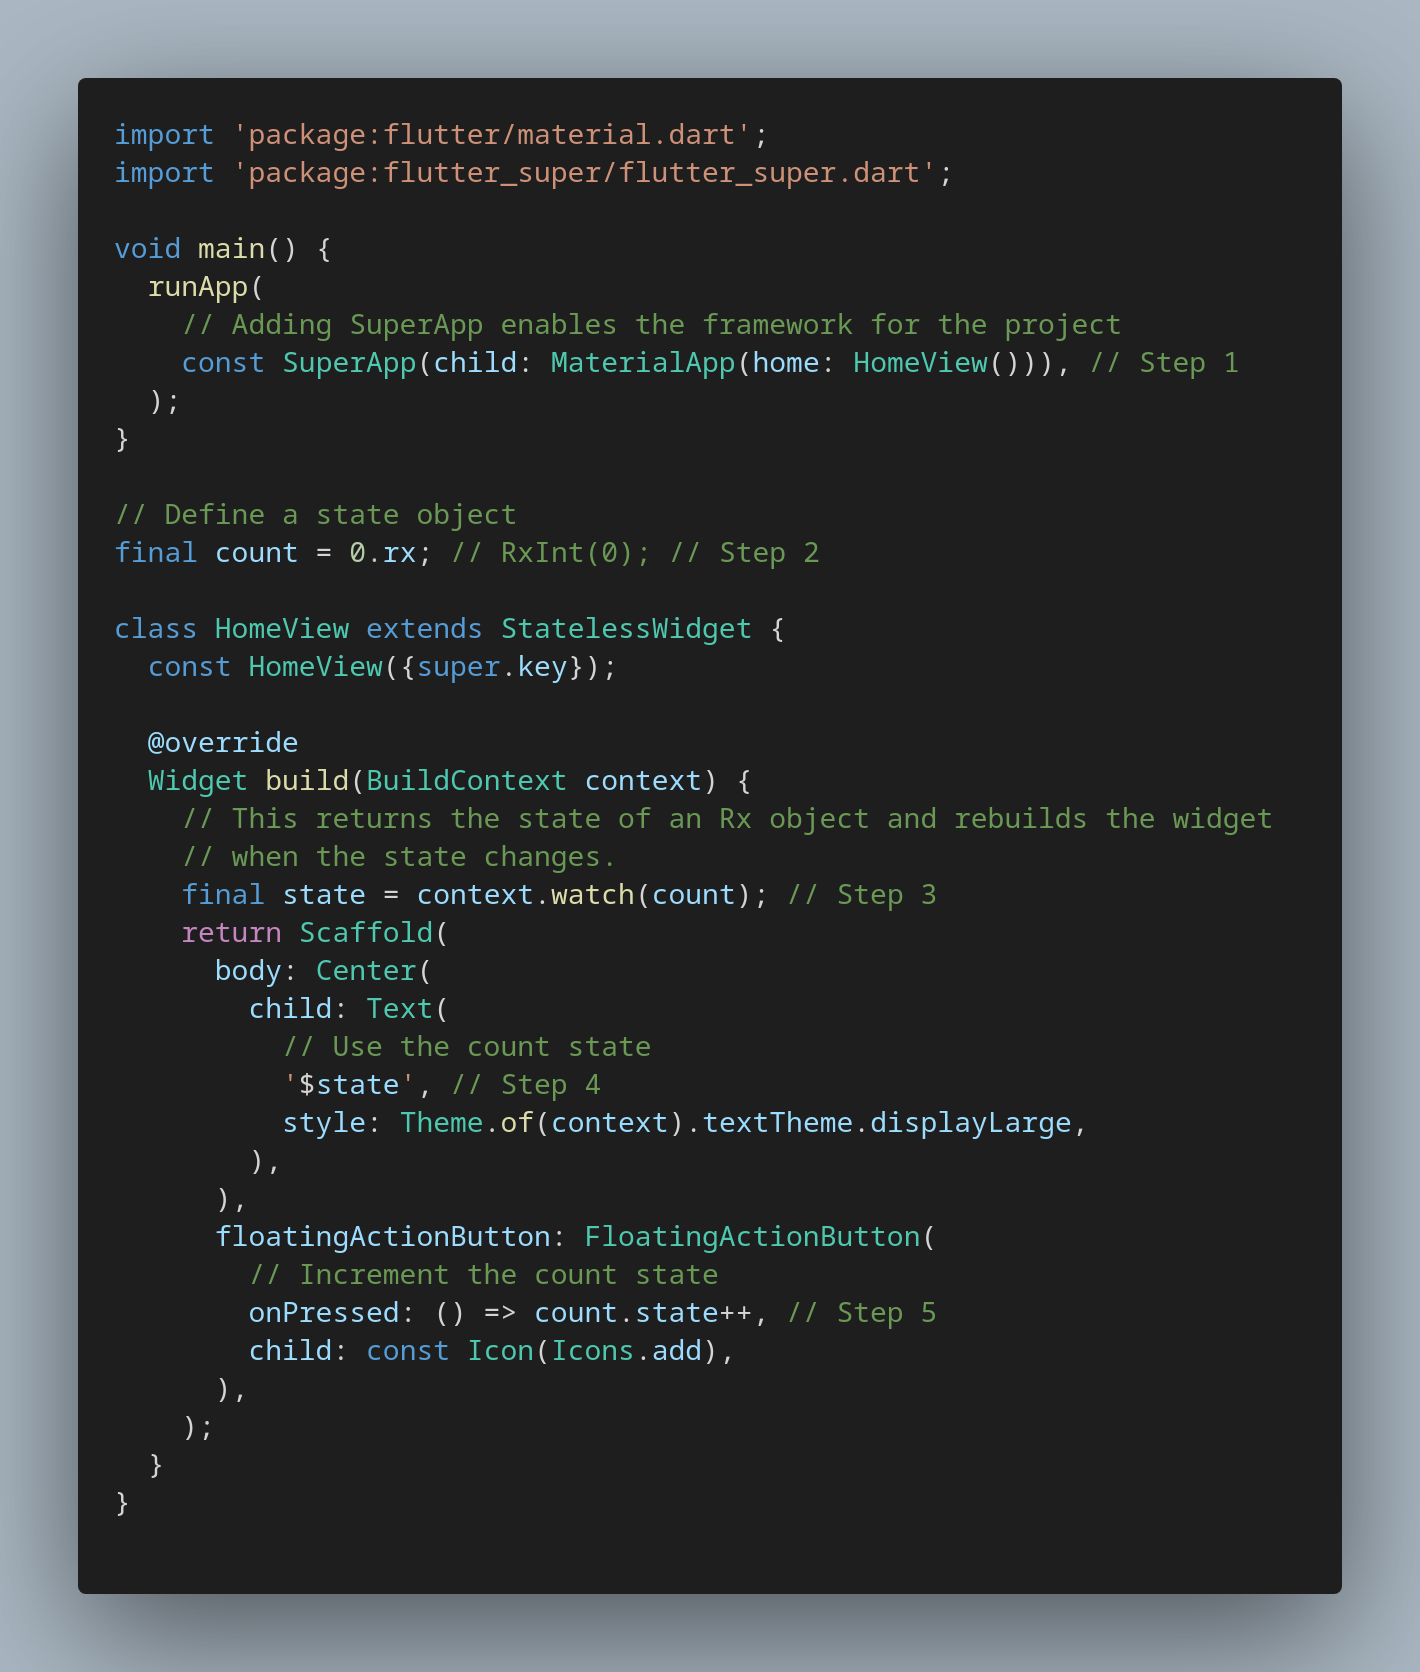 import 'package:flutter/material.dart';
import 'package:flutter_super/flutter_super.dart';

void main() {
  runApp(
    // Adding SuperApp enables the framework for the project
    const SuperApp(child: MaterialApp(home: HomeView())), // Step 1
  );
}

// Define a state object
final count = 0.rx; // RxInt(0); // Step 2

class HomeView extends StatelessWidget {
  const HomeView({super.key});

  @override
  Widget build(BuildContext context) {
    // This returns the state of an Rx object and rebuilds the widget
    // when the state changes.
    final state = context.watch(count); // Step 3
    return Scaffold(
      body: Center(
        child: Text(
          // Use the count state
          '$state', // Step 4
          style: Theme.of(context).textTheme.displayLarge,
        ),
      ),
      floatingActionButton: FloatingActionButton(
        // Increment the count state
        onPressed: () => count.state++, // Step 5
        child: const Icon(Icons.add),
      ),
    );
  }
}